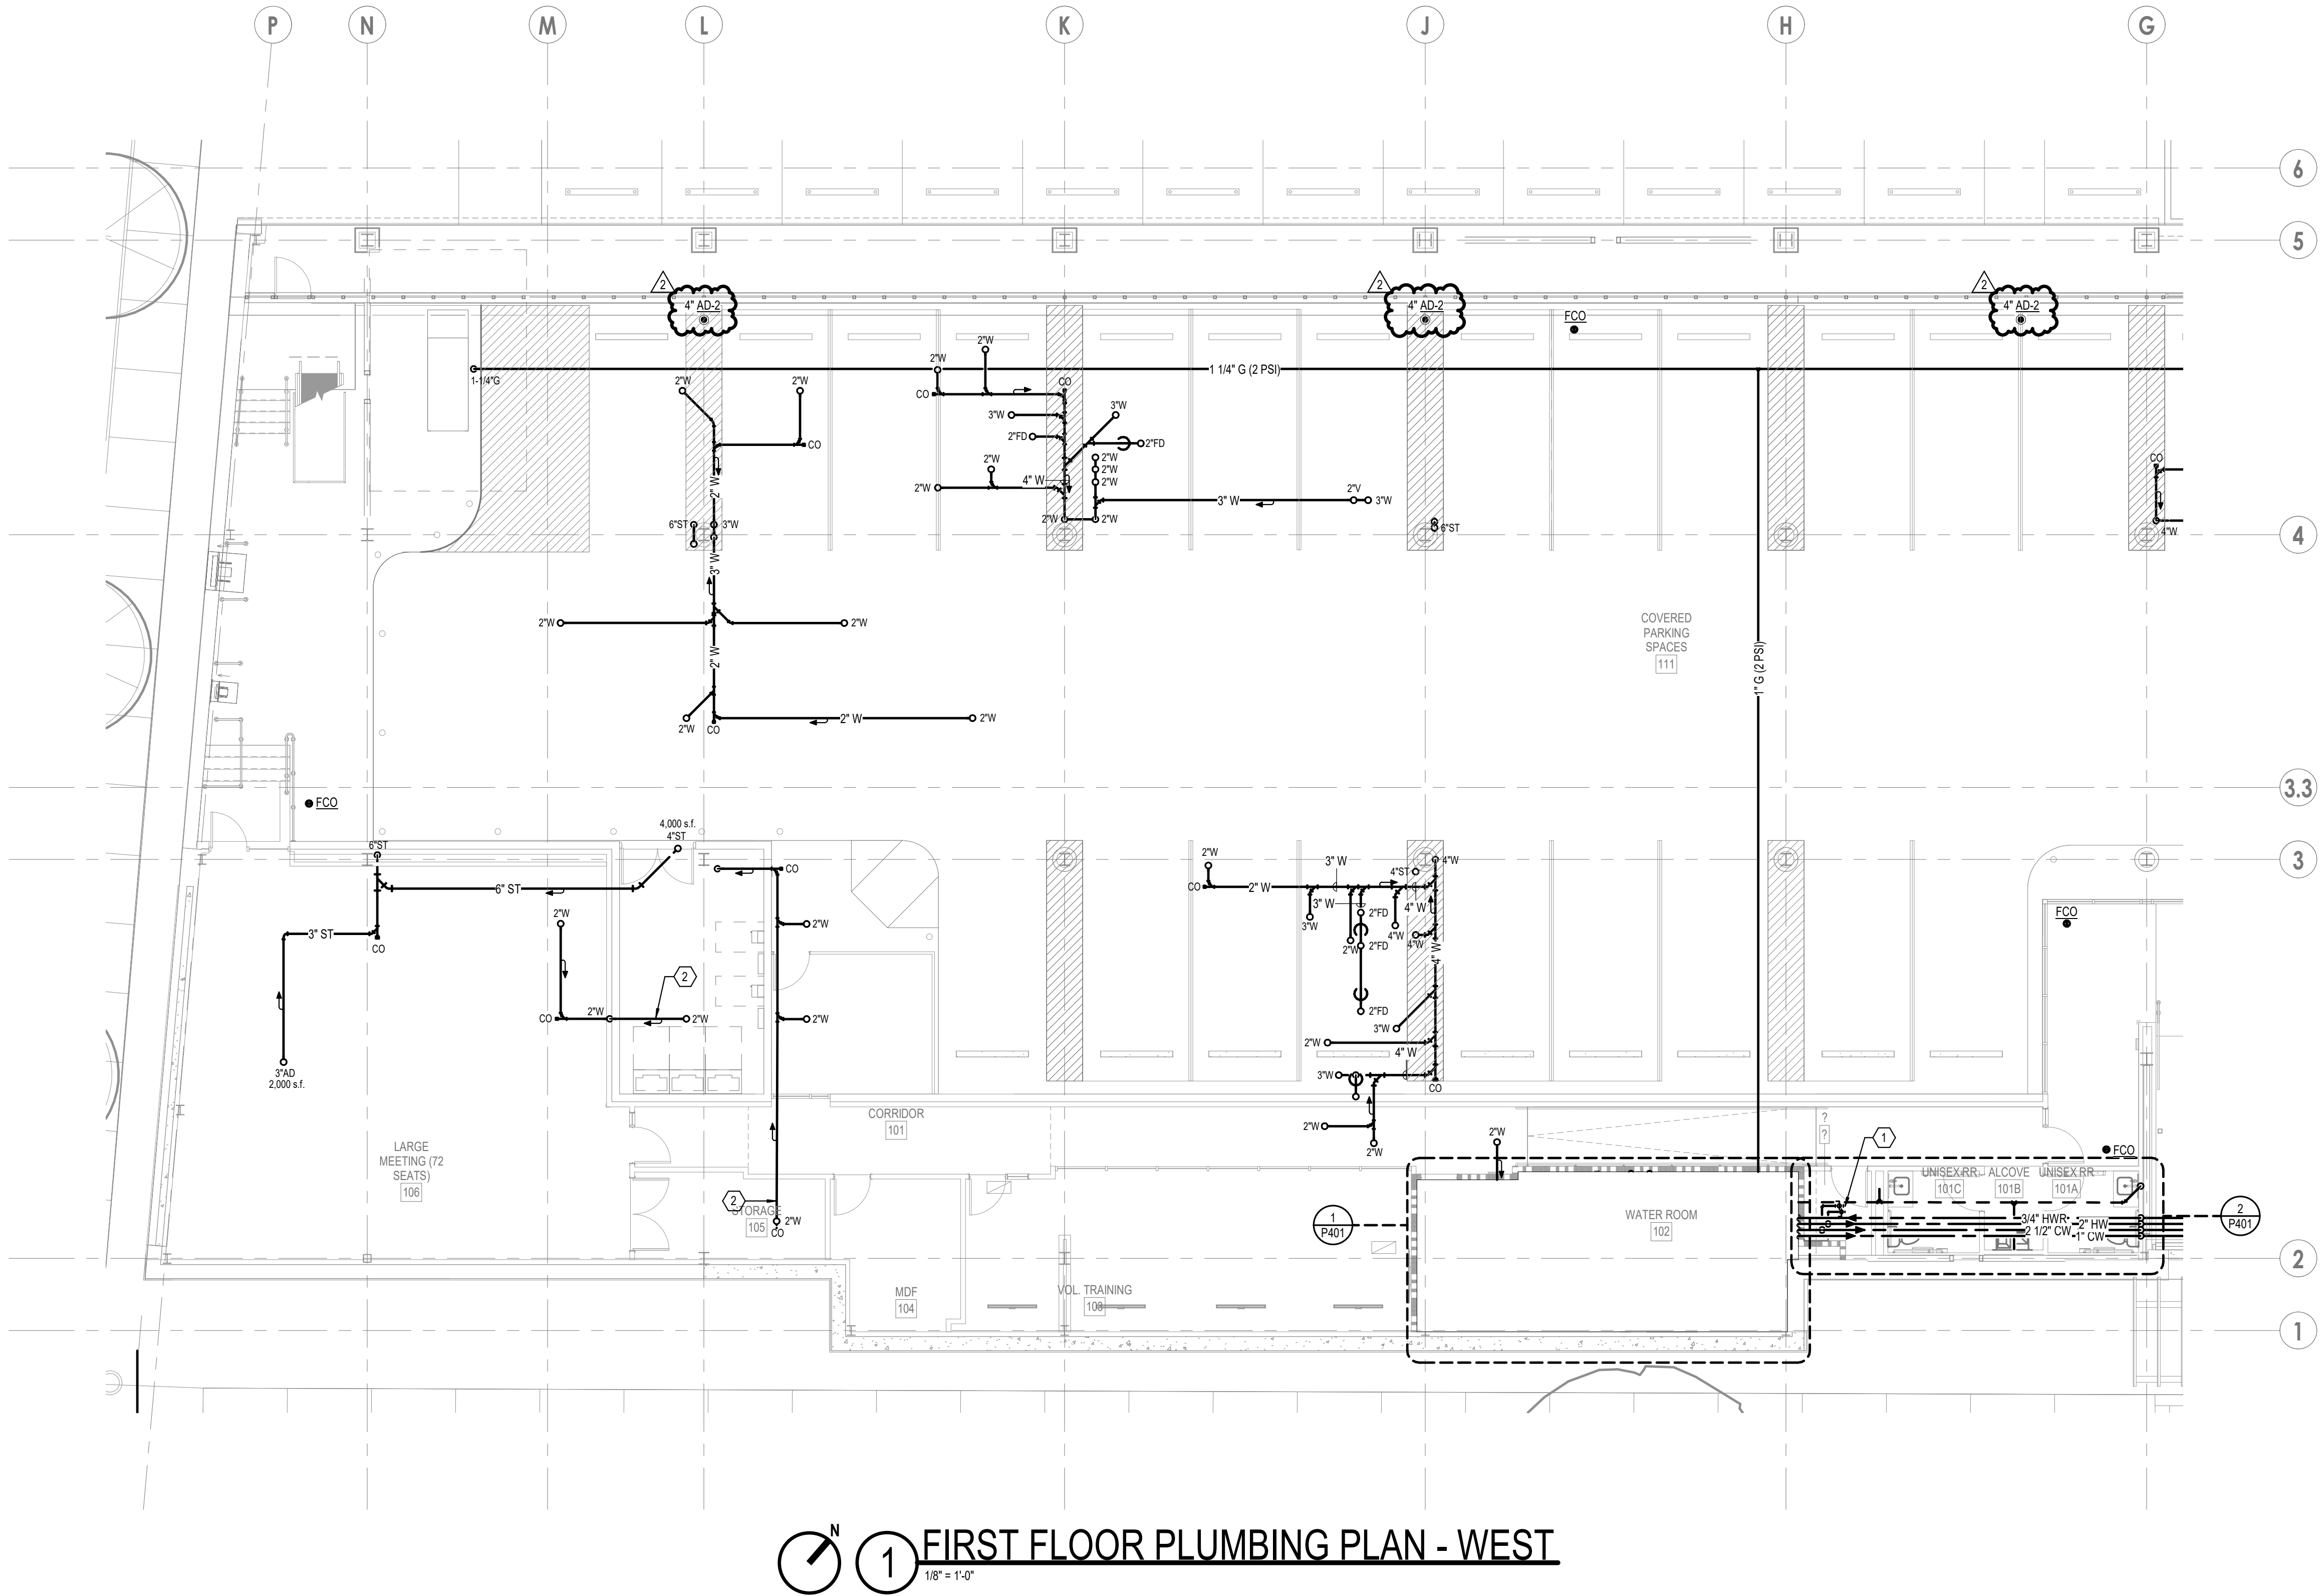 P
N
M
L
K
J
H
G
6
5
2
4" AD-2
2
4" AD-2
FCO
2
4" AD-2
2"W
2"W
1 1/4" G (2 PSI)
1-1/4"G
2"W
2"W
CO
CO
3"W
3"W
2"FD
2"FD
CO
2"W
2"W
2"W
CO
2"W
2"W
4" W
2"W
2" W
3" W
2"V
3"W
6"ST
3"W
2"W
2"W
6"ST
4"W
4
3" W
2"W
2"W
COVERED
PARKING
SPACES
111
2" W
1" G (2 PSI)
2"W
CO
2" W
2"W
3.3
FCO
4,000 s.f.
4"ST
6"ST
CO
2"W
3" W
4"W
3
4"ST
6" ST
CO
2" W
3" W
4" W
2"W
2"FD
FCO
2"W
3"W
4"W
4"W
3" ST
CO
2"W
2"FD
4" W
2
CO
2"W
2"W
2"W
2"FD
3"W
2"W
4" W
3"AD
2,000 s.f.
3"W
CO
CORRIDOR
101
?
?
1
2"W
2"W
2"W
FCO
LARGE
MEETING (72
SEATS)
106
UNISEX RR
101C
ALCOVE
101B
UNISEX RR
101A
2
STORAGE
105
2"W
CO
1
P401
WATER ROOM
102
3/4" HWR
2" HW
2 1/2" CW
1" CW
2
P401
2
MDF
104
VOL. TRAINING
103
1
N
1
FIRST FLOOR PLUMBING PLAN - WEST
1/8" = 1'-0"